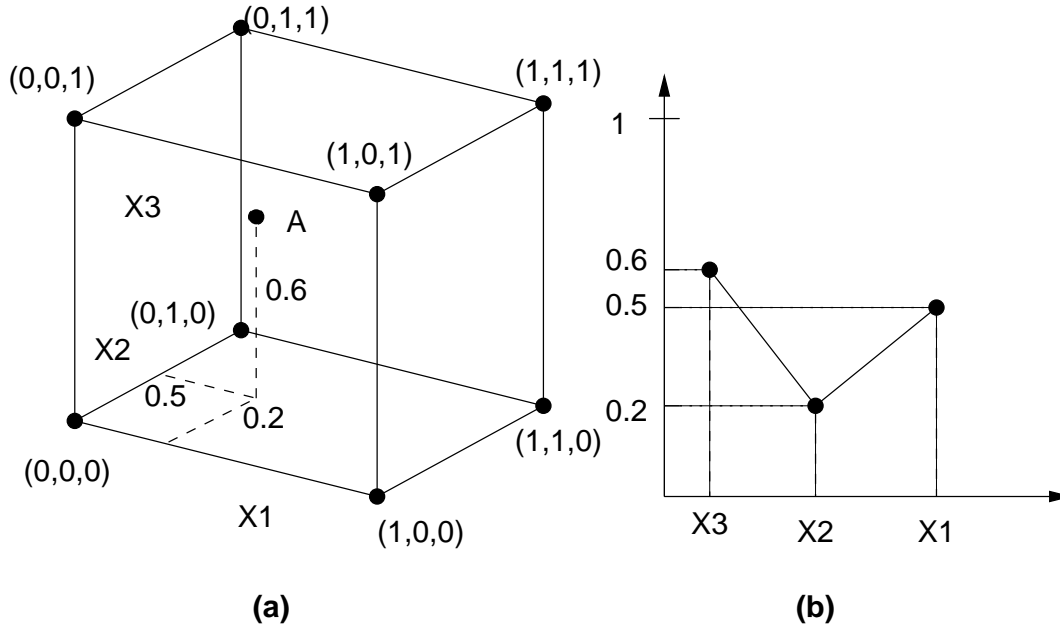 (0,1,1)
(0,0,1)
(1,1,1)
(1,0,1)
X3
A
0.6
(0,1,0)
X2
0.5
0.2
(0,0,0)
(1,1,0)
X1
(1,0,0)
(a)
1
0.6
0.5
0.2
X3
X2
X1
(b)